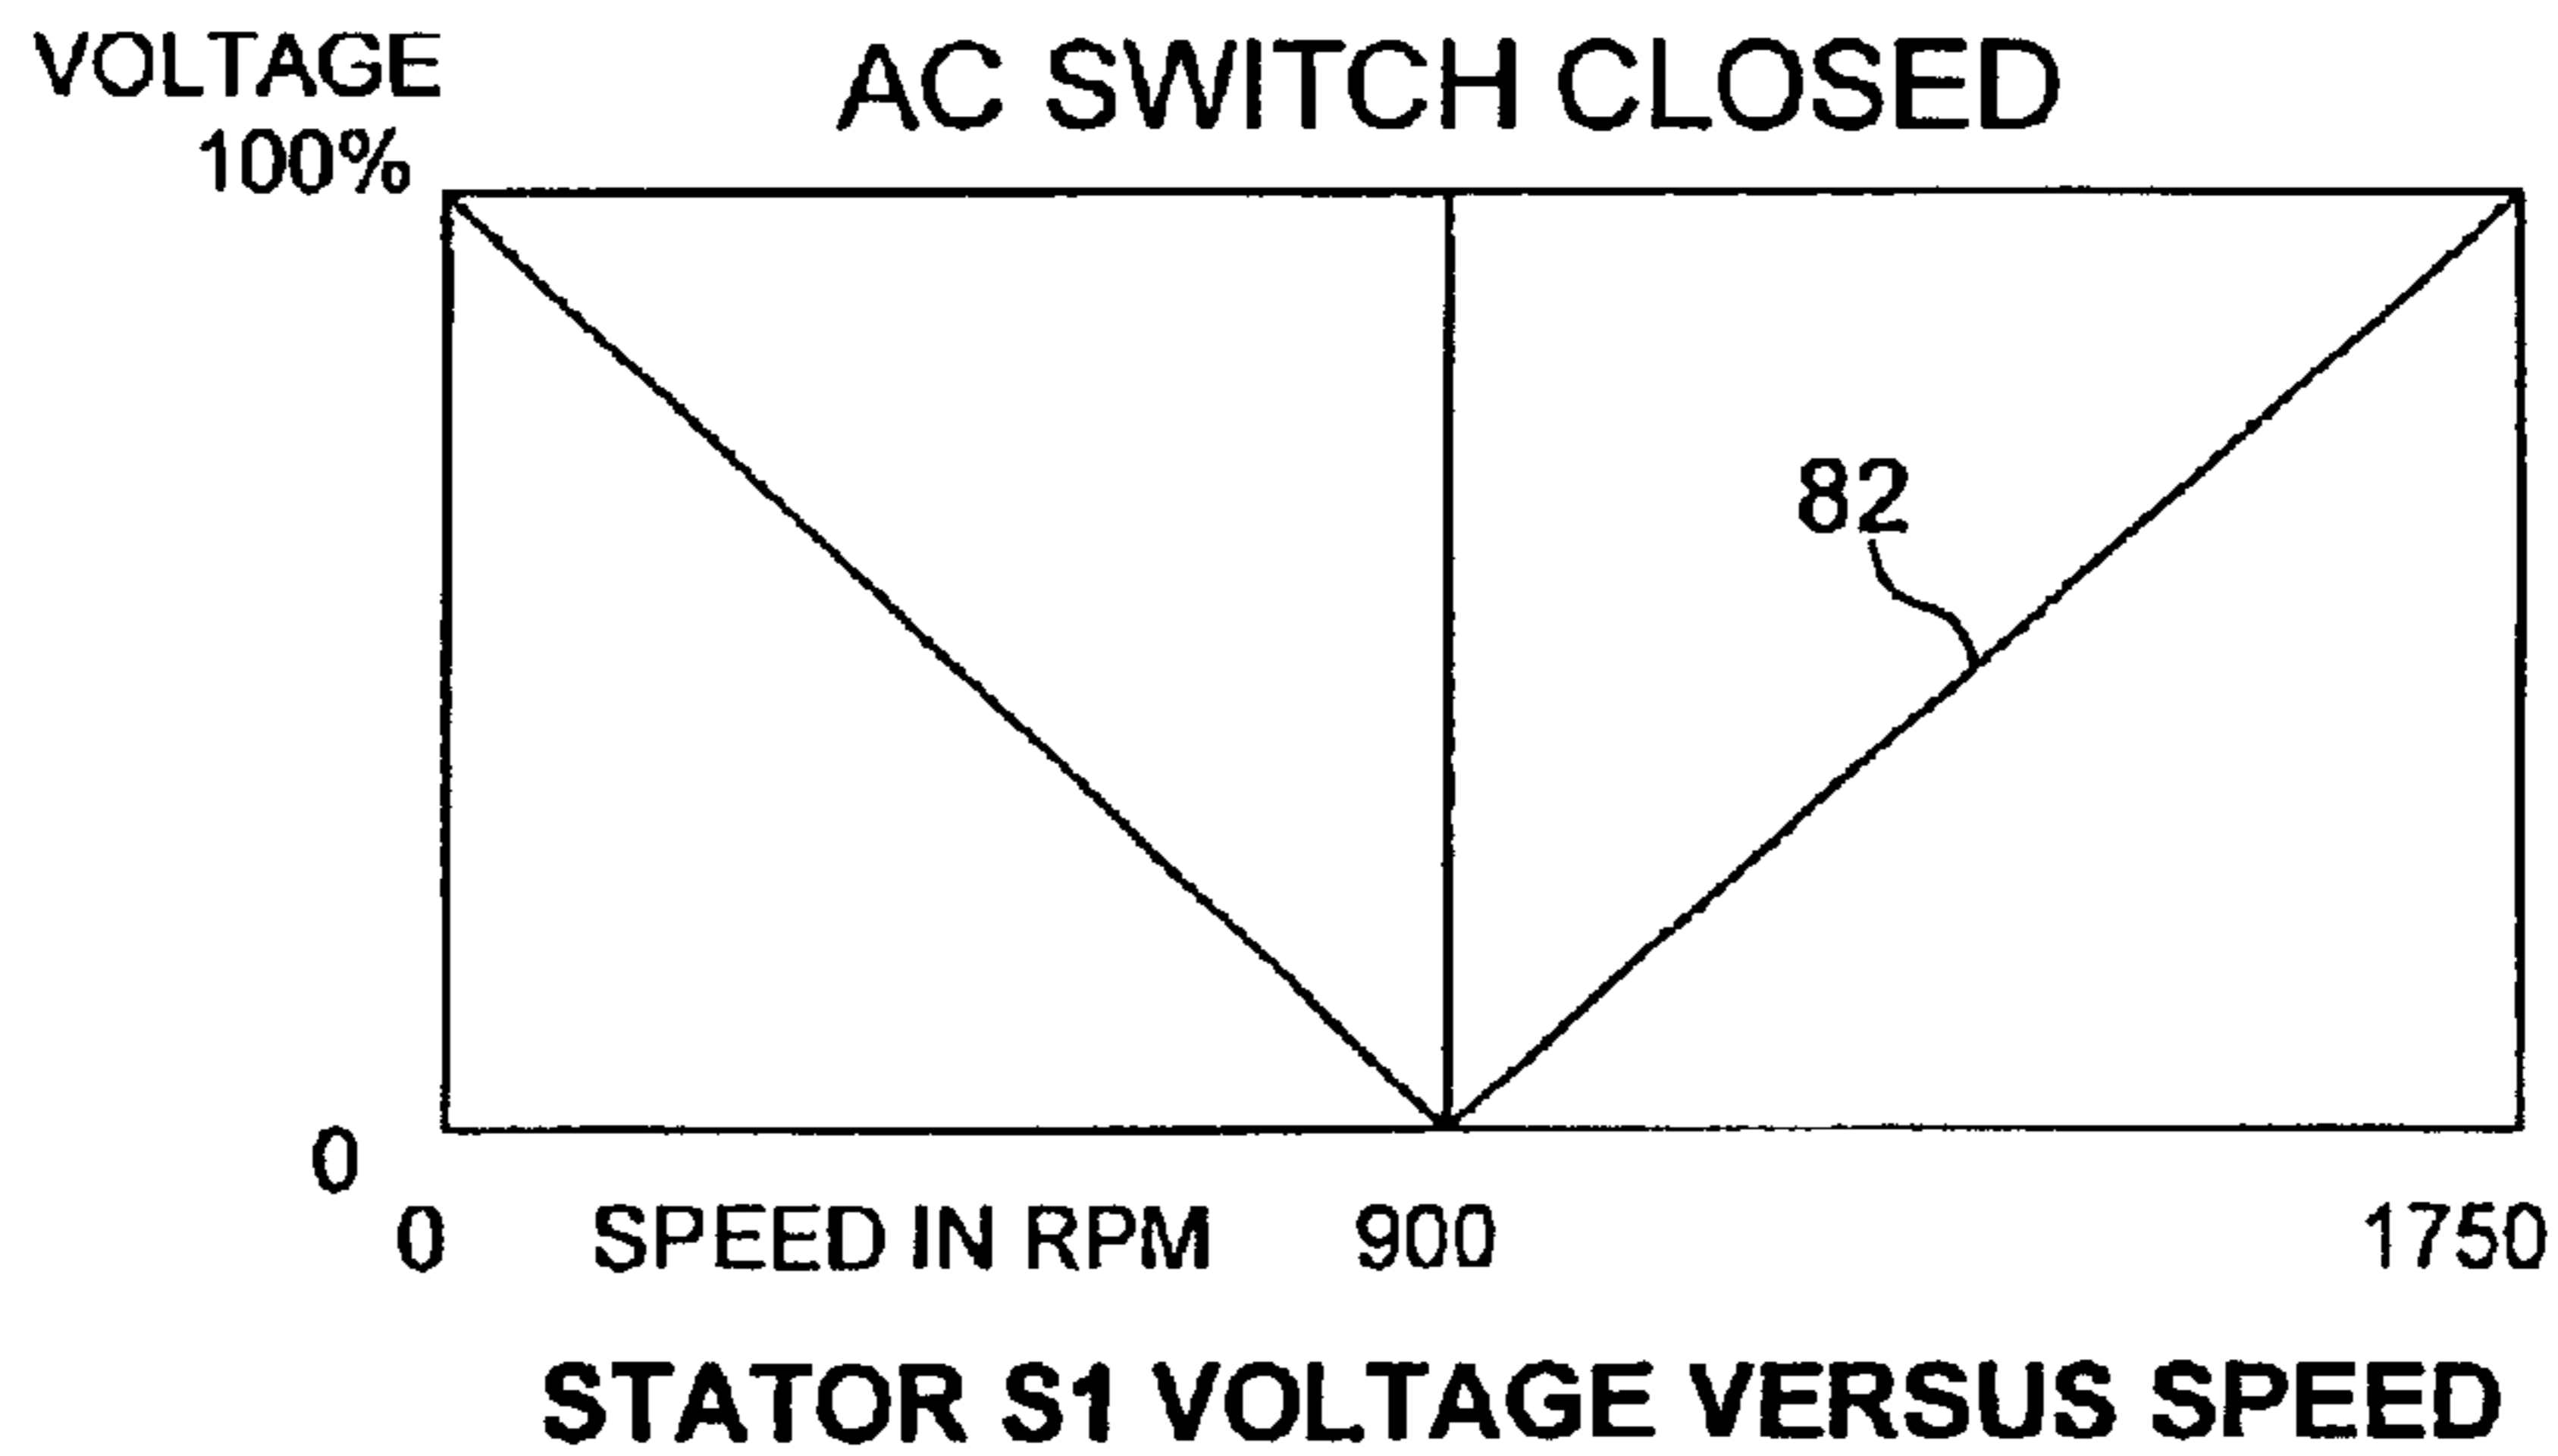 VOLTAGE
100%
AC SWITCH CLOSED
82
0
0 SPEED IN RPM 900 1750
STATOR S1 VOLTAGE VERSUS SPEED